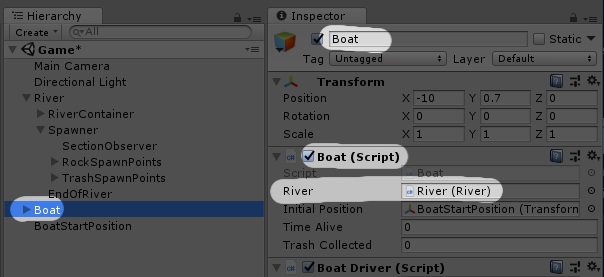 Hierarchy
Create
All
Game*
Main Camera
Directional Light
River
RiverContainer
Spawner
SectionObserver
RockSpawnPoints
TrashSpawnPoints
EndOfRiver
Boat
BoatStartPosition
Inspector
Boat Static
Tag Untagged Layer Default
Transform
Position X -10 Y 0.7 Z 0
Rotation X 0 Y 0 Z 0
Scale X 1 Y 1 Z 1
Boat (Script)
Script Boat
River River (River)
Initial Position BoatStartPosition (Transform
Time Alive 0
Trash Collected 0
Boat Driver (Script)